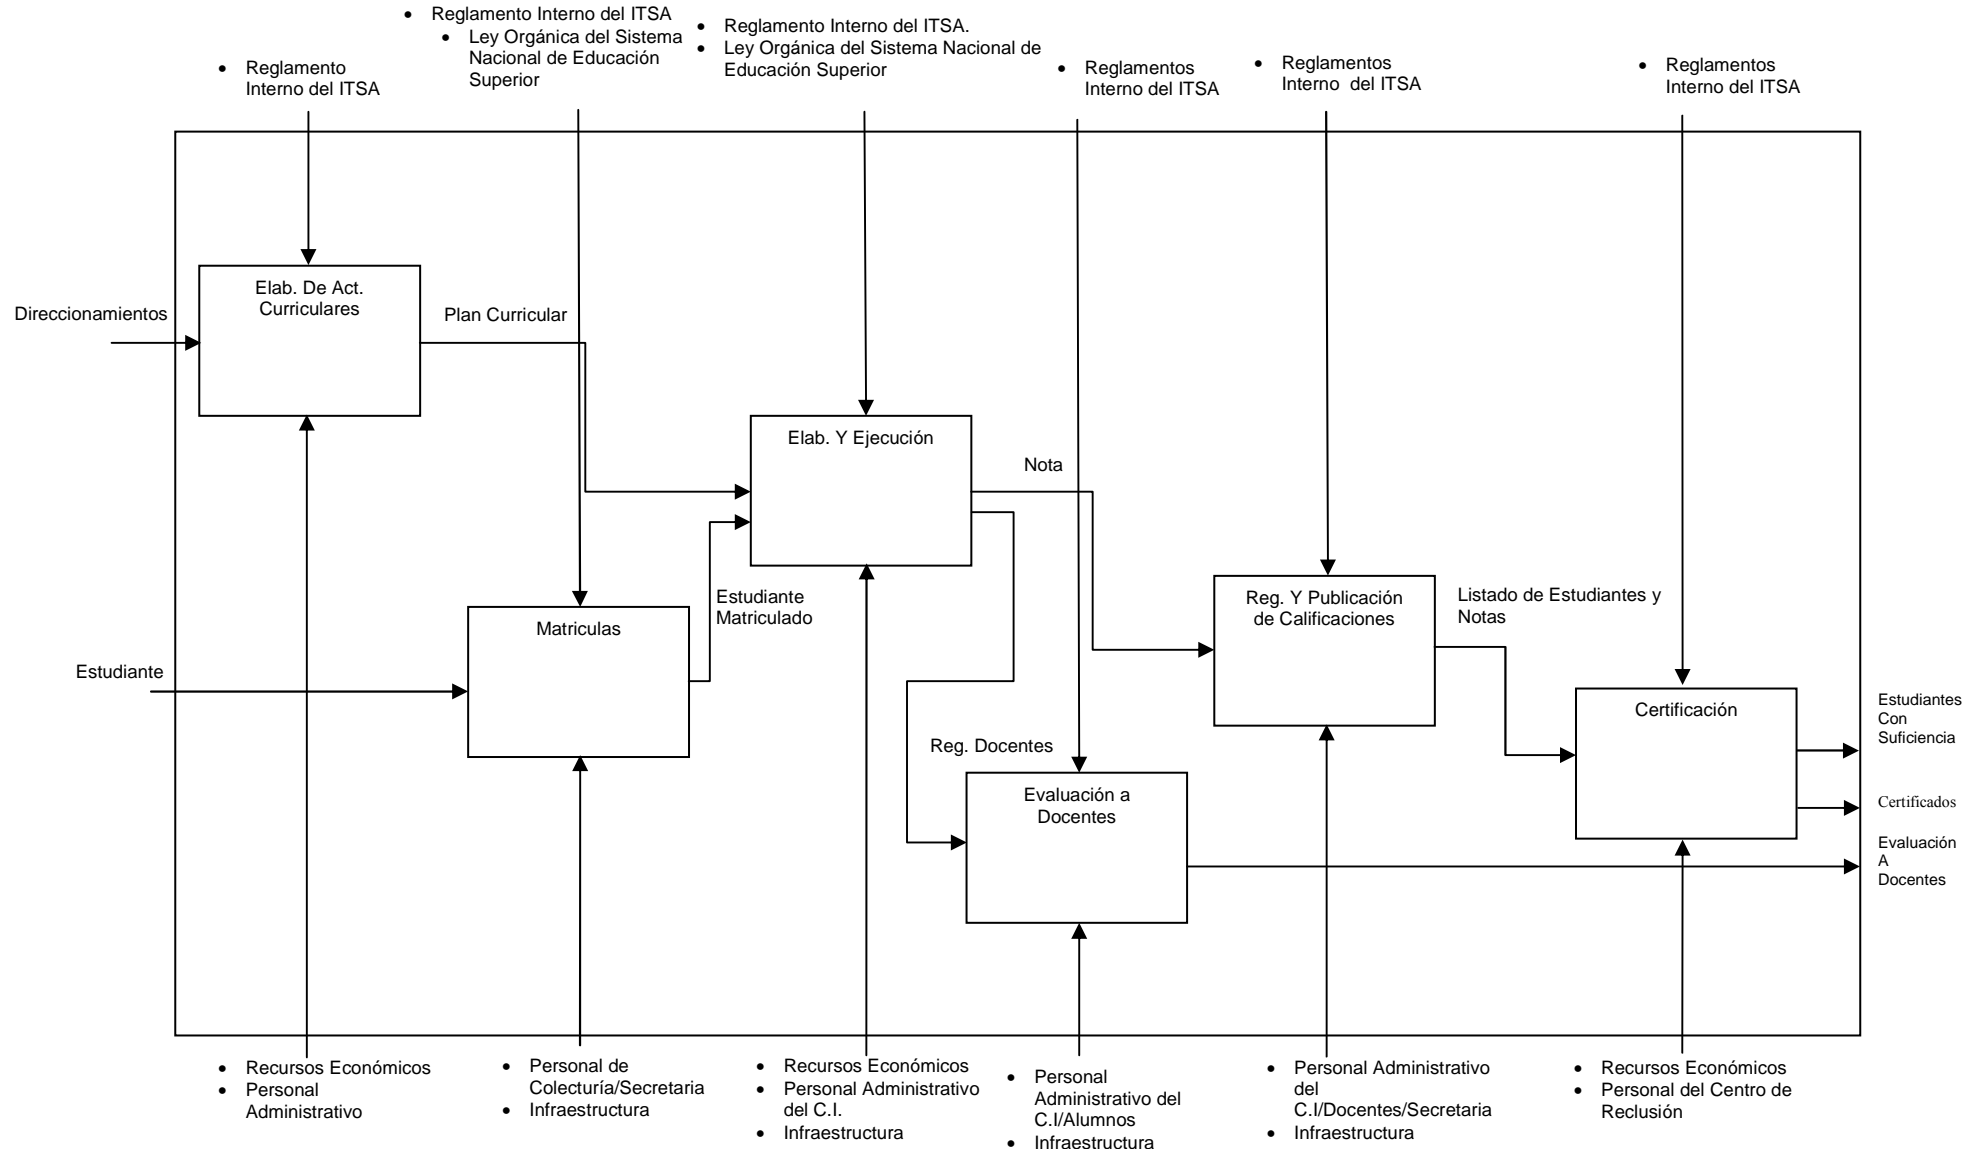 • Reglamento Interno del ITSA
• Ley Orgánica del Sistema
Nacional de Educación
Superior
• Reglamento Interno del ITSA.
• Ley Orgánica del Sistema Nacional de
Educación Superior
• Reglamento
Interno del ITSA
• Reglamentos
Interno del ITSA
• Reglamentos
Interno del ITSA
• Reglamentos
Interno del ITSA
Elab. De Act.
Curriculares
Direccionamientos
Plan Curricular
Elab. Y Ejecución
Nota
Estudiante
Matriculado
Matriculas
Estudiante
Reg. Y Publicación
de Calificaciones
Listado de Estudiantes y
Notas
Certificación
Estudiantes
Con
Suficiencia
Reg. Docentes
Evaluación a
Docentes
Certificados
Evaluación
A
Docentes
• Recursos Económicos
• Personal
Administrativo
• Personal de
Colecturía/Secretaria
• Infraestructura
• Recursos Económicos
• Personal Administrativo
del C.I.
• Infraestructura
• Personal
Administrativo del
C.I/Alumnos
• Infraestructura
• Personal Administrativo
del
C.I/Docentes/Secretaria
• Infraestructura
• Recursos Económicos
• Personal del Centro de
Reclusión